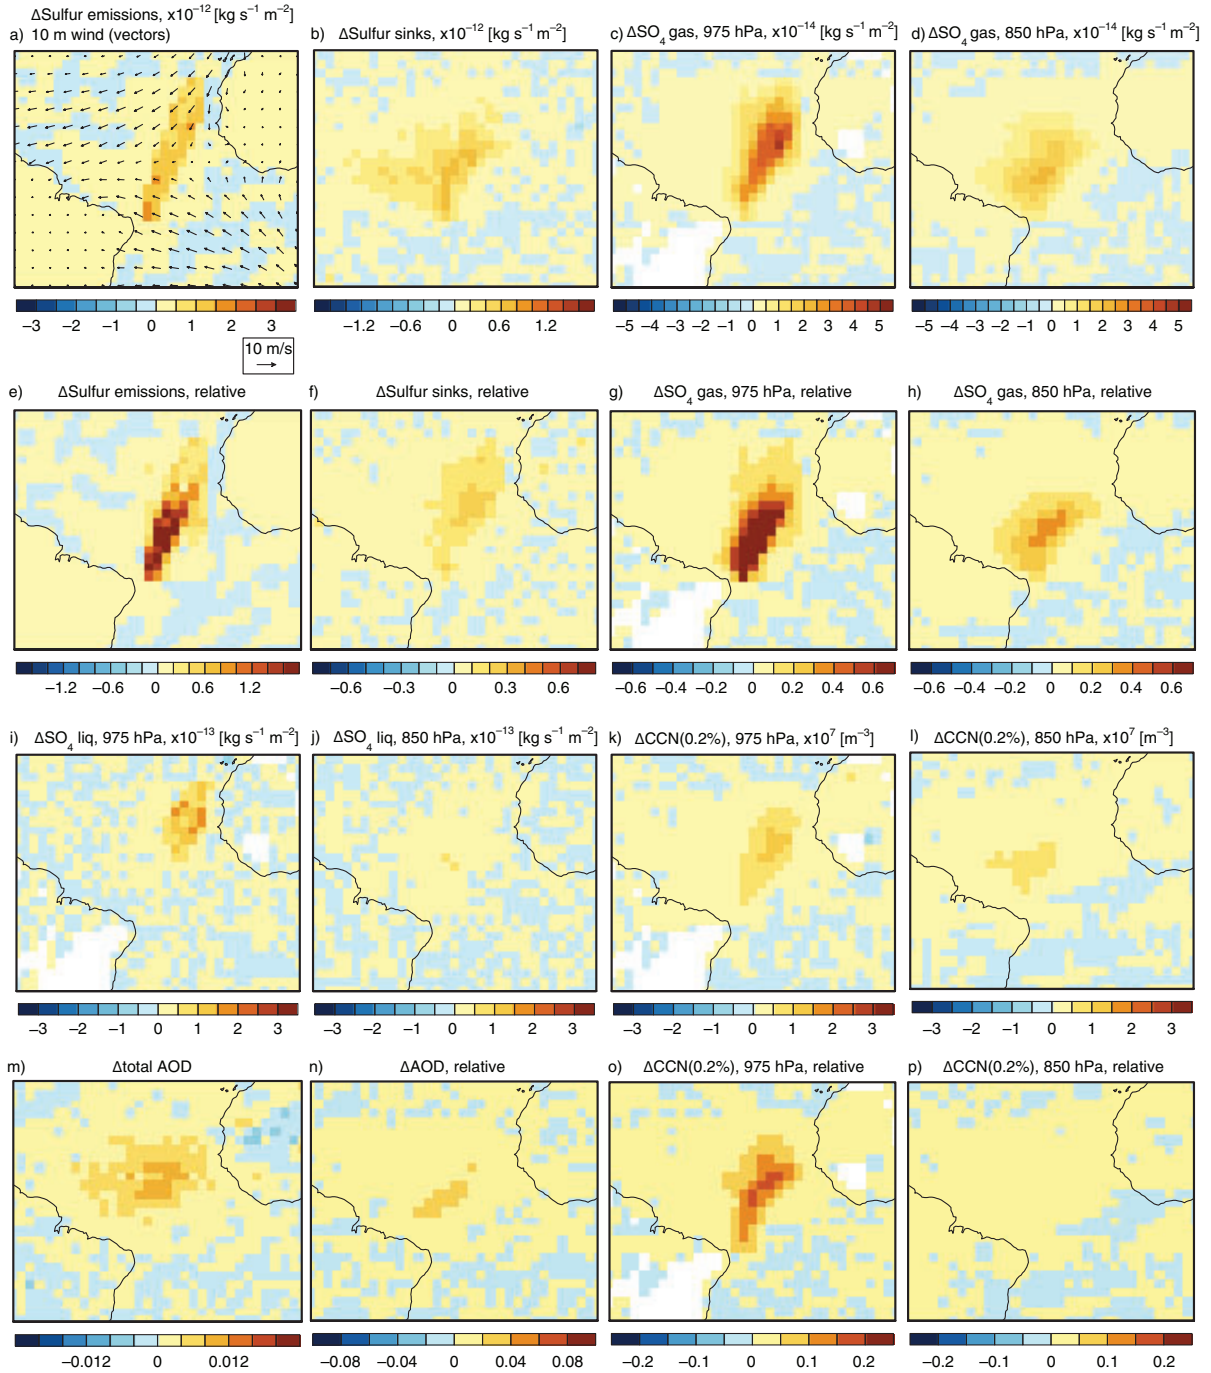 ΔSulfur emissions, x10⁻¹² [kg s⁻¹ m⁻²]
a) 10 m wind (vectors)
b) ΔSulfur sinks, x10⁻¹² [kg s⁻¹ m⁻²]
c) ΔSO₄ gas, 975 hPa, x10⁻¹⁴ [kg s⁻¹ m⁻²]
d) ΔSO₄ gas, 850 hPa, x10⁻¹⁴ [kg s⁻¹ m⁻²]
−3 −2 −1 0 1 2 3
−1.2 −0.6 0 0.6 1.2
−5 −4 −3 −2 −1 0 1 2 3 4 5
−5 −4 −3 −2 −1 0 1 2 3 4 5
10 m/s
e) ΔSulfur emissions, relative
f) ΔSulfur sinks, relative
g) ΔSO₄ gas, 975 hPa, relative
h) ΔSO₄ gas, 850 hPa, relative
−1.2 −0.6 0 0.6 1.2
−0.6 −0.3 0 0.3 0.6
−0.6 −0.4 −0.2 0 0.2 0.4 0.6
−0.6 −0.4 −0.2 0 0.2 0.4 0.6
i) ΔSO₄ liq, 975 hPa, x10⁻¹³ [kg s⁻¹ m⁻²]
j) ΔSO₄ liq, 850 hPa, x10⁻¹³ [kg s⁻¹ m⁻²]
k) ΔCCN(0.2%), 975 hPa, x10⁷ [m⁻³]
l) ΔCCN(0.2%), 850 hPa, x10⁷ [m⁻³]
−3 −2 −1 0 1 2 3
−3 −2 −1 0 1 2 3
−3 −2 −1 0 1 2 3
−3 −2 −1 0 1 2 3
m) Δtotal AOD
n) ΔAOD, relative
o) ΔCCN(0.2%), 975 hPa, relative
p) ΔCCN(0.2%), 850 hPa, relative
−0.012 0 0.012
−0.08 −0.04 0 0.04 0.08
−0.2 −0.1 0 0.1 0.2
−0.2 −0.1 0 0.1 0.2